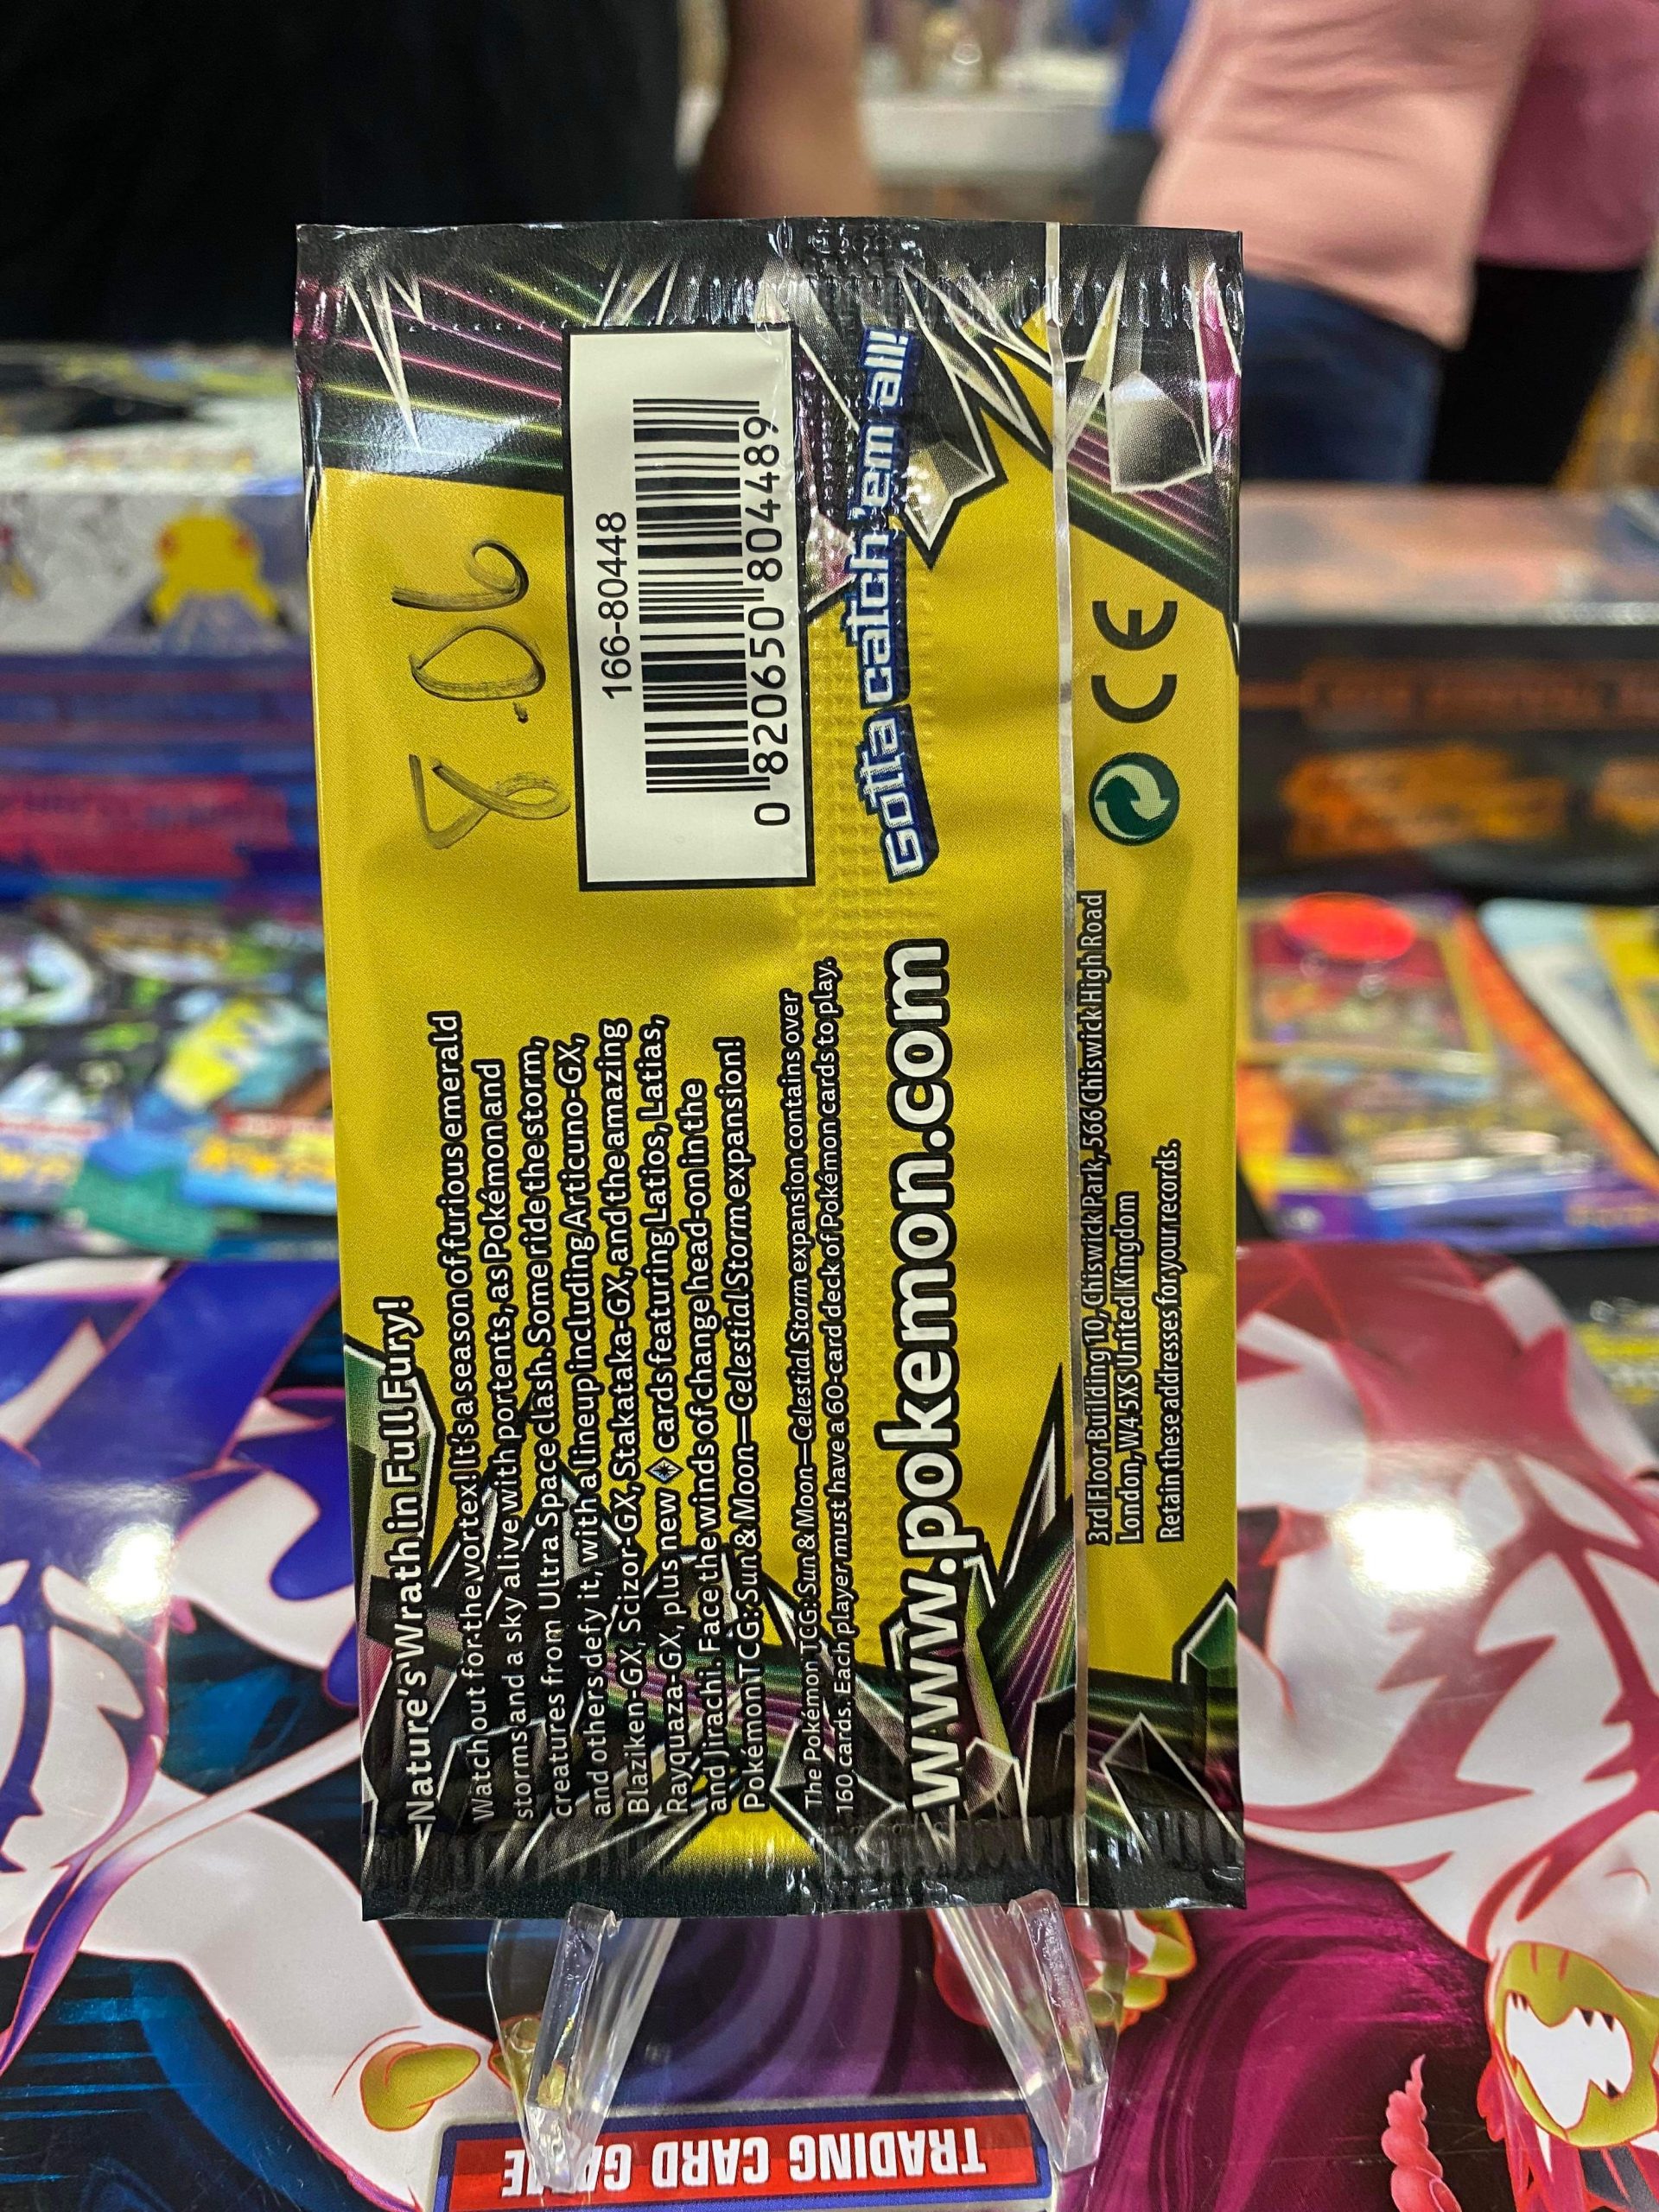 Nature's Wrath in Full Fury!
Watch out for the vortex! It's a season of furious emerald
storms and a sky alive with portents, as Pokémon and
creatures from Ultra Space clash. Some ride the storm,
and others defy it, with a lineup including Articuno-GX,
Blaziken-GX, Scizor-GX, Stakataka-GX, and the amazing
Rayquaza-GX, plus new cards featuring Latios, Latias,
and Jirachi. Face the winds of change head-on in the
Pokémon TCG: Sun & Moon—Celestial Storm expansion!
The Pokémon TCG: Sun & Moon—Celestial Storm expansion contains over
160 cards. Each player must have a 60-card deck of Pokémon cards to play.
www.pokemon.com
8.06
166-80448
0 820650 804489
Gotta catch 'em all!
3rd Floor Building 10, Chiswick Park, 566 Chiswick High Road
London, W4 5XS United Kingdom
Retain these addresses for your records.
CE
TRADING CARD GAME